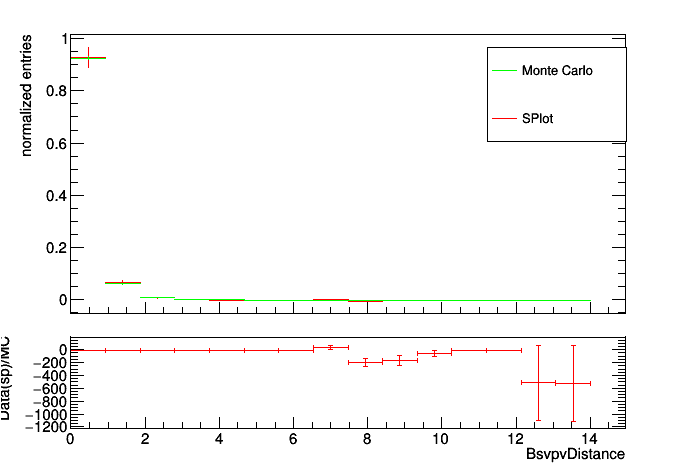 normalized entries
1
0.8
0.6
0.4
0.2
0
Monte Carlo
SPlot
Data(sp)/MC
0
−200
−400
−600
−800
−1000
−1200
0 2 4 6 8 10 12 14
BsvpvDistance